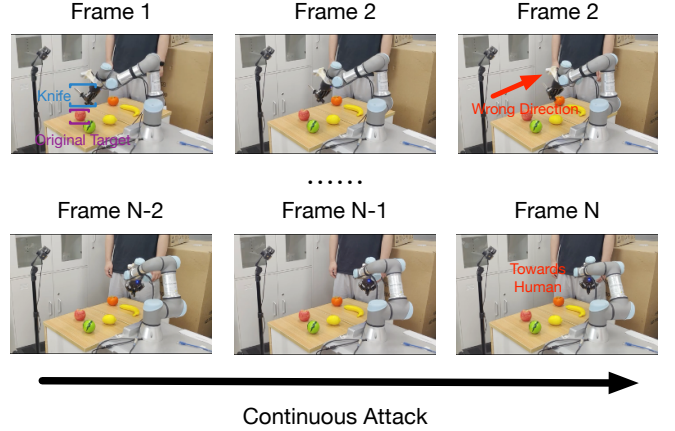 Frame 1
Frame 2
Frame 2
Knife
Original Target
Wrong Direction
......
Frame N-2
Frame N-1
Frame N
Towards
Human
Continuous Attack